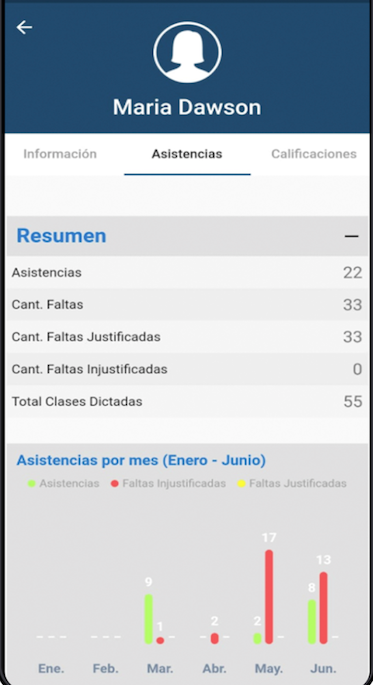 Maria Dawson
Información Asistencias Calificaciones
Resumen
Asistencias 22
Cant. Faltas 33
Cant. Faltas Justificadas 33
Cant. Faltas Injustificadas 0
Total Clases Dictadas 55
Asistencias por mes (Enero - Junio)
Asistencias Faltas Injustificadas Faltas Justificadas
17
13
9
8
2
2
1
Ene. Feb. Mar. Abr. May. Jun.